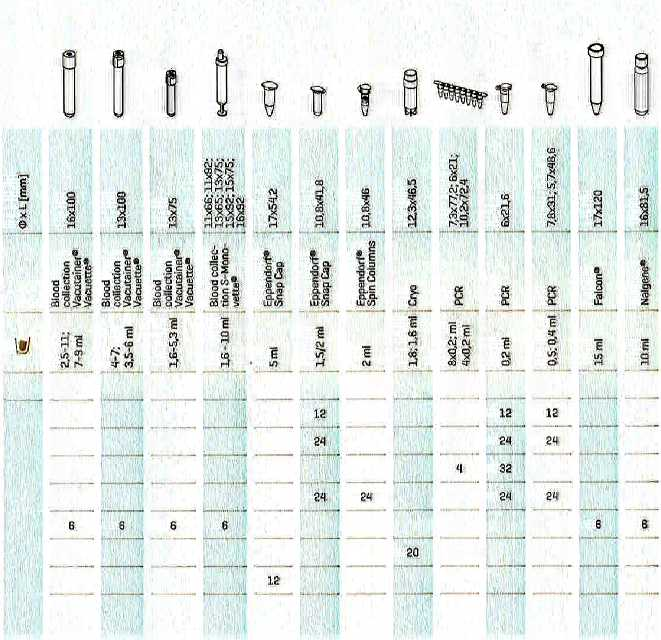 Φ x L [mm]
16x100
13x100
13x75
11x66; 11x92;
13x65; 13x75;
15x92; 15x75;
16x92
17x54,2
10,8x41,8
10,8x46
12,3x46,5
7,3x77,2; 6x21;
10,2x72,4
6x21,6
7,8x31; 5,7x48,6
17x120
16x81,5
Blood
collection
Vacutainer®
Vacuette®
Blood
collection
Vacutainer®
Vacuette®
Blood
collection
Vacutainer®
Vacuette®
Blood collec-
tion S-Mono-
vette®
Eppendorf®
Snap Cap
Eppendorf®
Snap Cap
Eppendorf®
Spin Columns
Cryo
PCR
PCR
PCR
Falcon®
Nalgene®
2,5-11;
7-9 ml
4-7;
3,5-6 ml
1,6-5,3 ml
1,6 - 10 ml
5 ml
1,5/2 ml
2 ml
1,8; 1,6 ml
8x0,2; ml
4x0,2 ml
0,2 ml
0,5; 0,4 ml
15 ml
10 ml
12 12 12
24 24 24
4 32
24 24 24 24
6 6 6 6 6 6
20
12